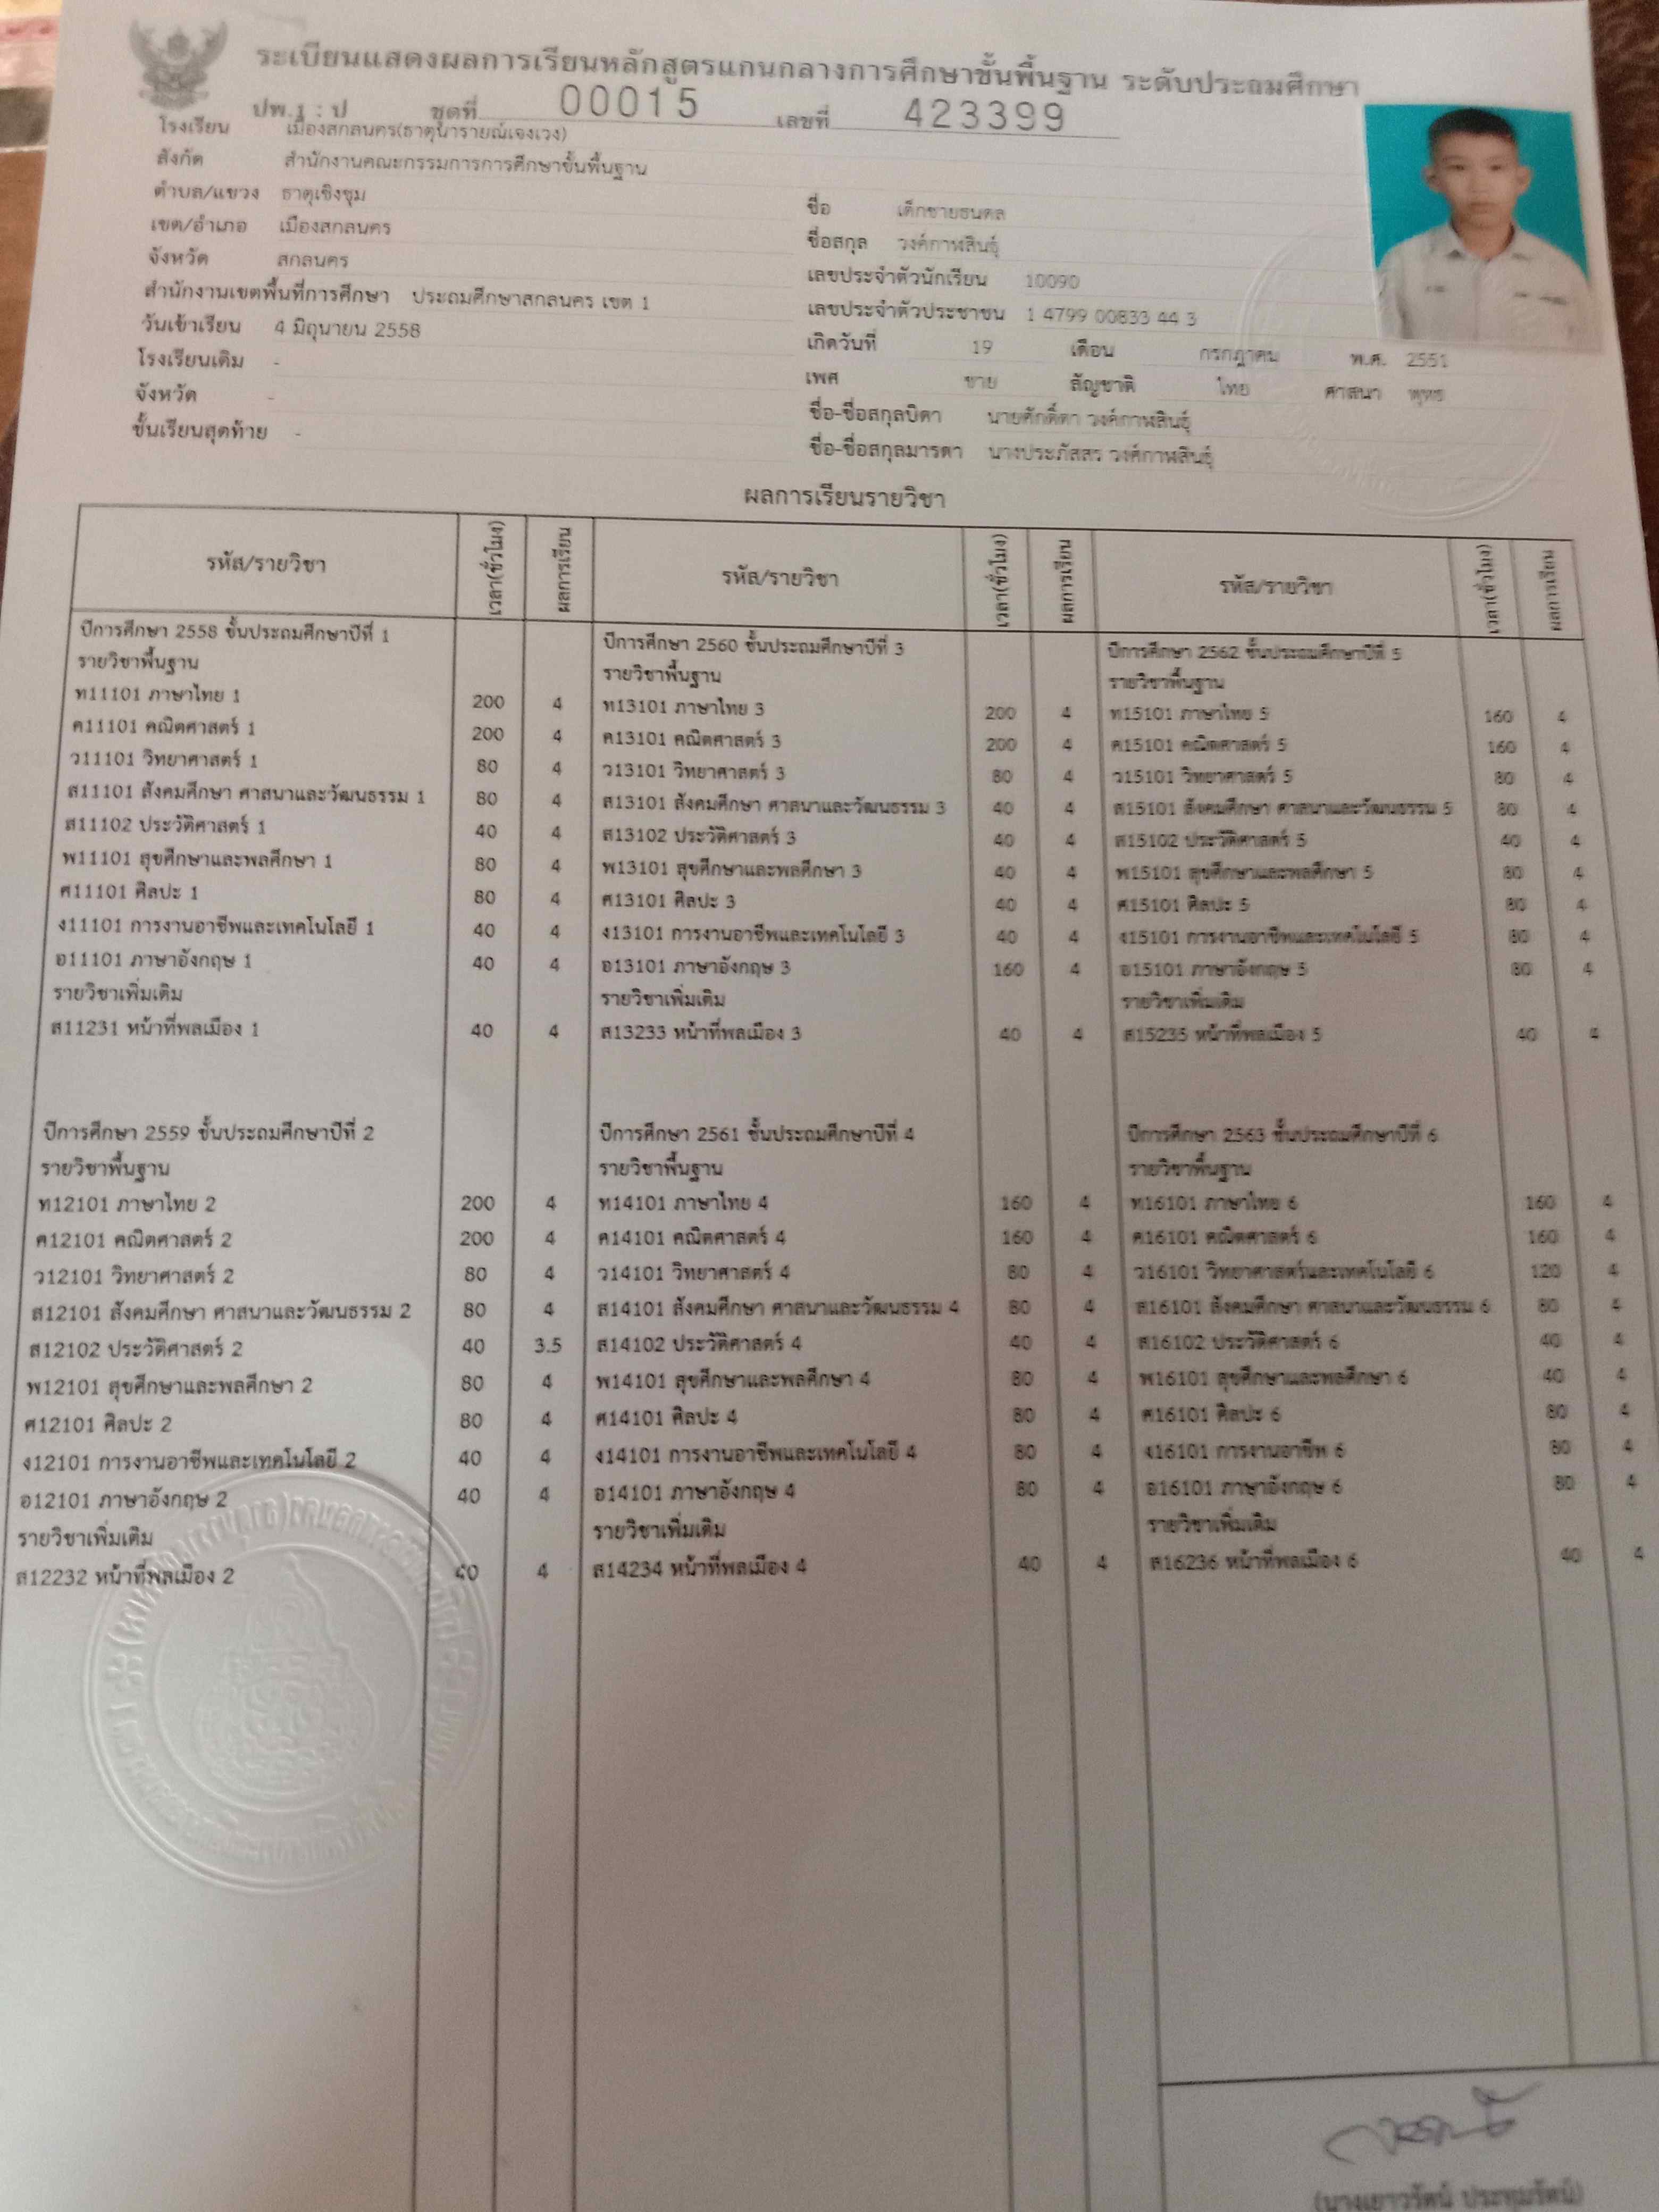 ระเบียนแสดงผลการเรียนหลักสูตรแกนกลางการศึกษาขั้นพื้นฐาน ระดับประถมศึกษา
ปพ.1 : ป ชุดที่ 00015 เลขที่ 423399
โรงเรียน เมืองสกลนคร(ธาตุนารายณ์เจงเวง)
สังกัด สำนักงานคณะกรรมการการศึกษาขั้นพื้นฐาน
ตำบล/แขวง ธาตุเชิงชุม
เขต/อำเภอ เมืองสกลนคร
จังหวัด สกลนคร
สำนักงานเขตพื้นที่การศึกษา ประถมศึกษาสกลนคร เขต 1
วันเข้าเรียน 4 มิถุนายน 2558
โรงเรียนเดิม -
จังหวัด -
ชั้นเรียนสุดท้าย -
ชื่อ เด็กชายธนดล
ชื่อสกุล วงค์กาฬสินธุ์
เลขประจำตัวนักเรียน 10090
เลขประจำตัวประชาชน 1 4799 00833 44 3
เกิดวันที่ 19 เดือน กรกฎาคม พ.ศ. 2551
เพศ ชาย สัญชาติ ไทย ศาสนา พุทธ
ชื่อ-ชื่อสกุลบิดา นายศักดิ์ดา วงค์กาฬสินธุ์
ชื่อ-ชื่อสกุลมารดา นางประภัสสร วงศ์กาฬสินธุ์
ผลการเรียนรายวิชา
รหัส/รายวิชา เวลา(ชั่วโมง) ผลการเรียน รหัส/รายวิชา เวลา(ชั่วโมง) ผลการเรียน รหัส/รายวิชา เวลา(ชั่วโมง) ผลการเรียน
ปีการศึกษา 2558 ชั้นประถมศึกษาปีที่ 1
รายวิชาพื้นฐาน
ท11101 ภาษาไทย 1 200 4
ค11101 คณิตศาสตร์ 1 200 4
ว11101 วิทยาศาสตร์ 1 80 4
ส11101 สังคมศึกษา ศาสนาและวัฒนธรรม 1 80 4
ส11102 ประวัติศาสตร์ 1 40 4
พ11101 สุขศึกษาและพลศึกษา 1 80 4
ศ11101 ศิลปะ 1 80 4
ง11101 การงานอาชีพและเทคโนโลยี 1 40 4
อ11101 ภาษาอังกฤษ 1 40 4
รายวิชาเพิ่มเติม
ส11231 หน้าที่พลเมือง 1 40 4
ปีการศึกษา 2559 ชั้นประถมศึกษาปีที่ 2
รายวิชาพื้นฐาน
ท12101 ภาษาไทย 2 200 4
ค12101 คณิตศาสตร์ 2 200 4
ว12101 วิทยาศาสตร์ 2 80 4
ส12101 สังคมศึกษา ศาสนาและวัฒนธรรม 2 80 4
ส12102 ประวัติศาสตร์ 2 40 3.5
พ12101 สุขศึกษาและพลศึกษา 2 80 4
ศ12101 ศิลปะ 2 80 4
ง12101 การงานอาชีพและเทคโนโลยี 2 40 4
อ12101 ภาษาอังกฤษ 2 40 4
รายวิชาเพิ่มเติม
ส12232 หน้าที่พลเมือง 2 40 4
ปีการศึกษา 2560 ชั้นประถมศึกษาปีที่ 3
รายวิชาพื้นฐาน
ท13101 ภาษาไทย 3 200 4
ค13101 คณิตศาสตร์ 3 200 4
ว13101 วิทยาศาสตร์ 3 80 4
ส13101 สังคมศึกษา ศาสนาและวัฒนธรรม 3 40 4
ส13102 ประวัติศาสตร์ 3 40 4
พ13101 สุขศึกษาและพลศึกษา 3 40 4
ศ13101 ศิลปะ 3 40 4
ง13101 การงานอาชีพและเทคโนโลยี 3 40 4
อ13101 ภาษาอังกฤษ 3 160 4
รายวิชาเพิ่มเติม
ส13233 หน้าที่พลเมือง 3 40 4
ปีการศึกษา 2561 ชั้นประถมศึกษาปีที่ 4
รายวิชาพื้นฐาน
ท14101 ภาษาไทย 4 160 4
ค14101 คณิตศาสตร์ 4 160 4
ว14101 วิทยาศาสตร์ 4 80 4
ส14101 สังคมศึกษา ศาสนาและวัฒนธรรม 4 80 4
ส14102 ประวัติศาสตร์ 4 40 4
พ14101 สุขศึกษาและพลศึกษา 4 80 4
ศ14101 ศิลปะ 4 80 4
ง14101 การงานอาชีพและเทคโนโลยี 4 80 4
อ14101 ภาษาอังกฤษ 4 80 4
รายวิชาเพิ่มเติม
ส14234 หน้าที่พลเมือง 4 40 4
ปีการศึกษา 2562 ชั้นประถมศึกษาปีที่ 5
รายวิชาพื้นฐาน
ท15101 ภาษาไทย 5 160 4
ค15101 คณิตศาสตร์ 5 160 4
ว15101 วิทยาศาสตร์ 5 80 4
ส15101 สังคมศึกษา ศาสนาและวัฒนธรรม 5 80 4
ส15102 ประวัติศาสตร์ 5 40 4
พ15101 สุขศึกษาและพลศึกษา 5 80 4
ศ15101 ศิลปะ 5 80 4
ง15101 การงานอาชีพและเทคโนโลยี 5 80 4
อ15101 ภาษาอังกฤษ 5 80 4
รายวิชาเพิ่มเติม
ส15235 หน้าที่พลเมือง 5 40 4
ปีการศึกษา 2563 ชั้นประถมศึกษาปีที่ 6
รายวิชาพื้นฐาน
ท16101 ภาษาไทย 6 160 4
ค16101 คณิตศาสตร์ 6 160 4
ว16101 วิทยาศาสตร์และเทคโนโลยี 6 120 4
ส16101 สังคมศึกษา ศาสนาและวัฒนธรรม 6 80 4
ส16102 ประวัติศาสตร์ 6 40 4
พ16101 สุขศึกษาและพลศึกษา 6 40 4
ศ16101 ศิลปะ 6 80 4
ง16101 การงานอาชีพ 6 80 4
อ16101 ภาษาอังกฤษ 6 80 4
รายวิชาเพิ่มเติม
ส16236 หน้าที่พลเมือง 6 40 4
(นางเยาวรัตน์ ประทุมรัตน์)